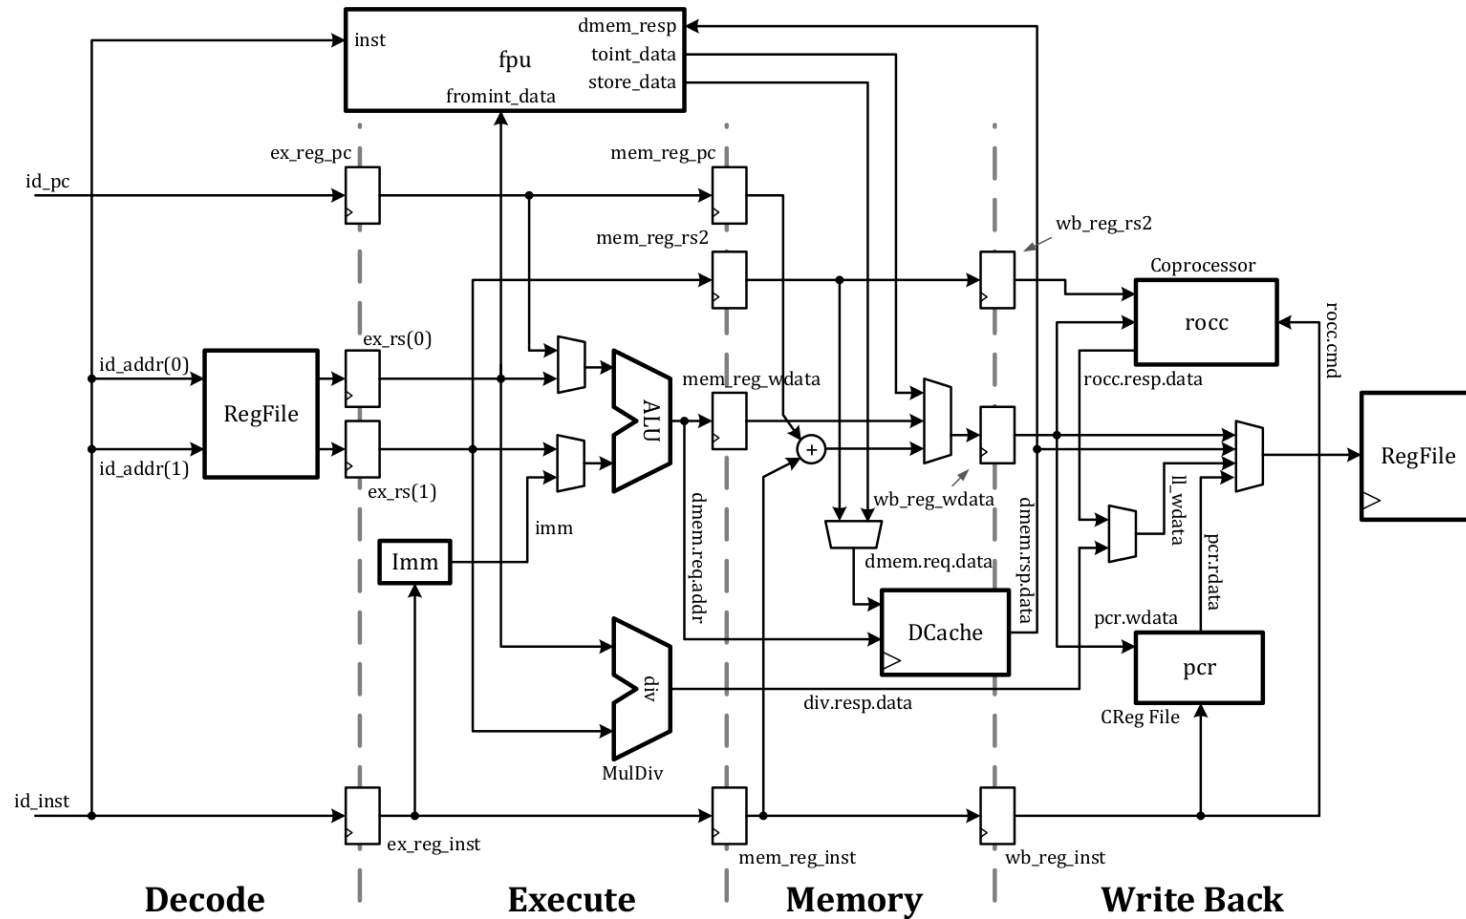 dmem_resp
inst
toint_data
fpu
store_data
fromint_data
ex_reg_pc
mem_reg_pc
id_pc
mem_reg_rs2
wb_reg_rs2
Coprocessor
rocc
rocc.cmd
ex_rs(0)
id_addr(0)
mem_reg_wdata
rocc.resp.data
RegFile
ALU
+
RegFile
id_addr(1)
ex_rs(1)
wb_reg_wdata
ll_wdata
imm
dmem.req.addr
dmem.req.data
dmem.rsp.data
pcr.rdata
Imm
DCache
pcr.wdata
pcr
div
div.resp.data
CReg File
MulDiv
id_inst
ex_reg_inst
mem_reg_inst
wb_reg_inst
Decode
Execute
Memory
Write Back